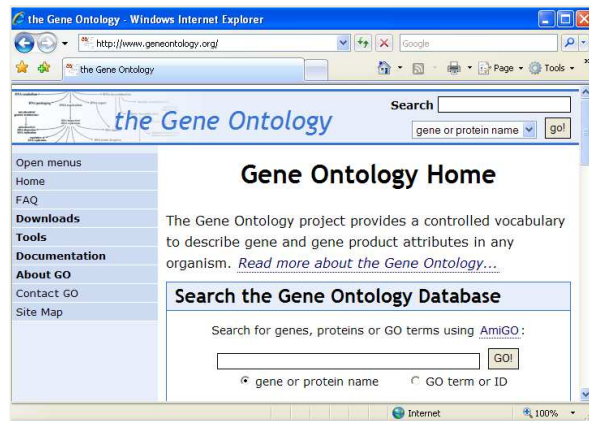 the Gene Ontology - Windows Internet Explorer
http://www.geneontology.org/
Google
the Gene Ontology
Page
Tools
the Gene Ontology
Search
gene or protein name
go!
Open menus
Home
FAQ
Downloads
Tools
Documentation
About GO
Contact GO
Site Map
Gene Ontology Home
The Gene Ontology project provides a controlled vocabulary
to describe gene and gene product attributes in any
organism. Read more about the Gene Ontology...
Search the Gene Ontology Database
Search for genes, proteins or GO terms using AmiGO:
GO!
gene or protein name GO term or ID
Internet 100%